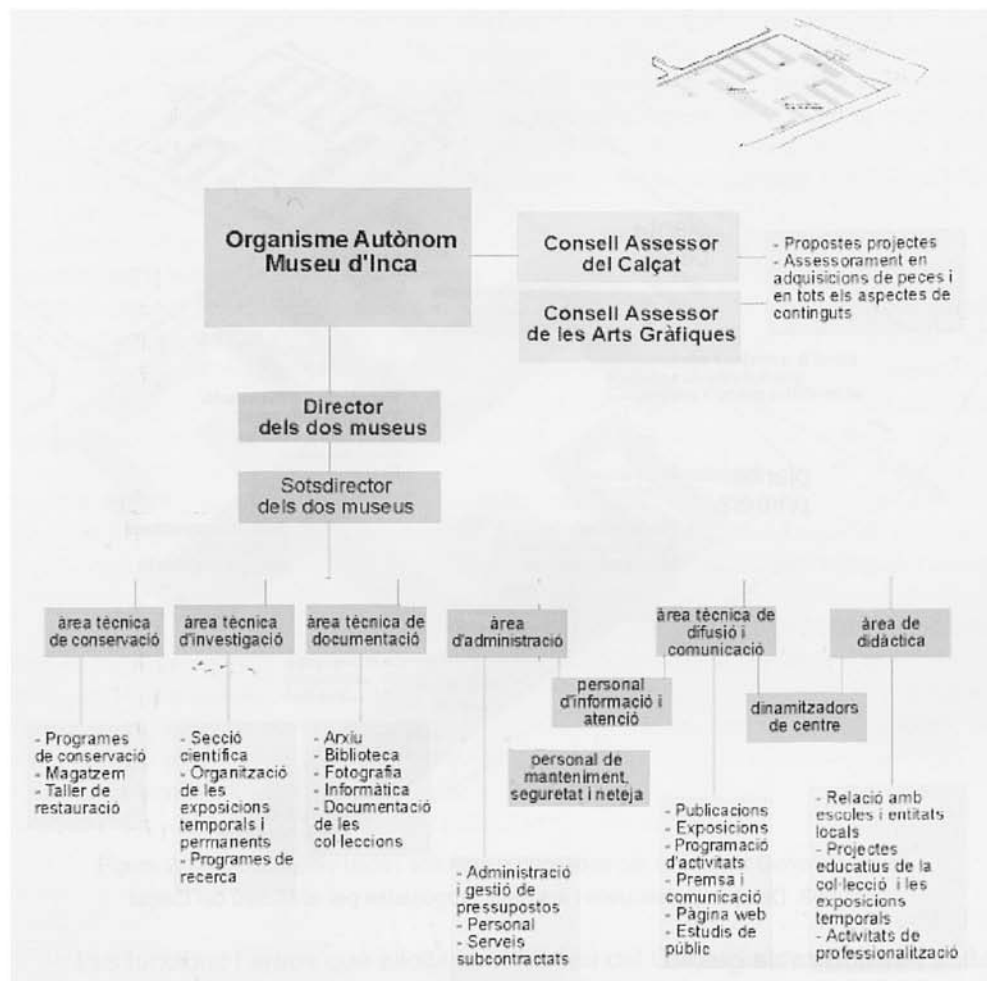 Organisme Autònom
Museu d'Inca
Consell Assessor
del Calçat
Consell Assessor
de les Arts Gràfiques
- Propostes projectes
- Assessorament en
adquisicions de peces i
en tots els aspectes de
continguts
Director
dels dos museus
Sotsdirector
dels dos museus
àrea tècnica
de conservació
àrea tècnica
d'investigació
àrea tècnica de
documentació
àrea
d'administració
àrea tècnica de
difusió i
comunicació
àrea de
didàctica
personal
d'informació i
atenció
dinamitzadors
de centre
personal de
manteniment,
seguretat i neteja
- Programes
de conservació
- Magatzem
- Taller de
restauració
- Secció
científica
- Organització
de les
exposicions
temporals i
permanents
- Programes de
recerca
- Arxiu
- Biblioteca
- Fotografia
- Informàtica
- Documentació
de les
col·leccions
- Administració
i gestió de
pressupostos
- Personal
- Serveis
subcontractats
- Publicacions
- Exposicions
- Programació
d'activitats
- Premsa i
comunicació
- Pàgina web
- Estudis de
públic
- Relació amb
escoles i entitats
locals
- Projectes
educatius de la
col·lecció i les
exposicions
temporals
- Activitats de
professionalització